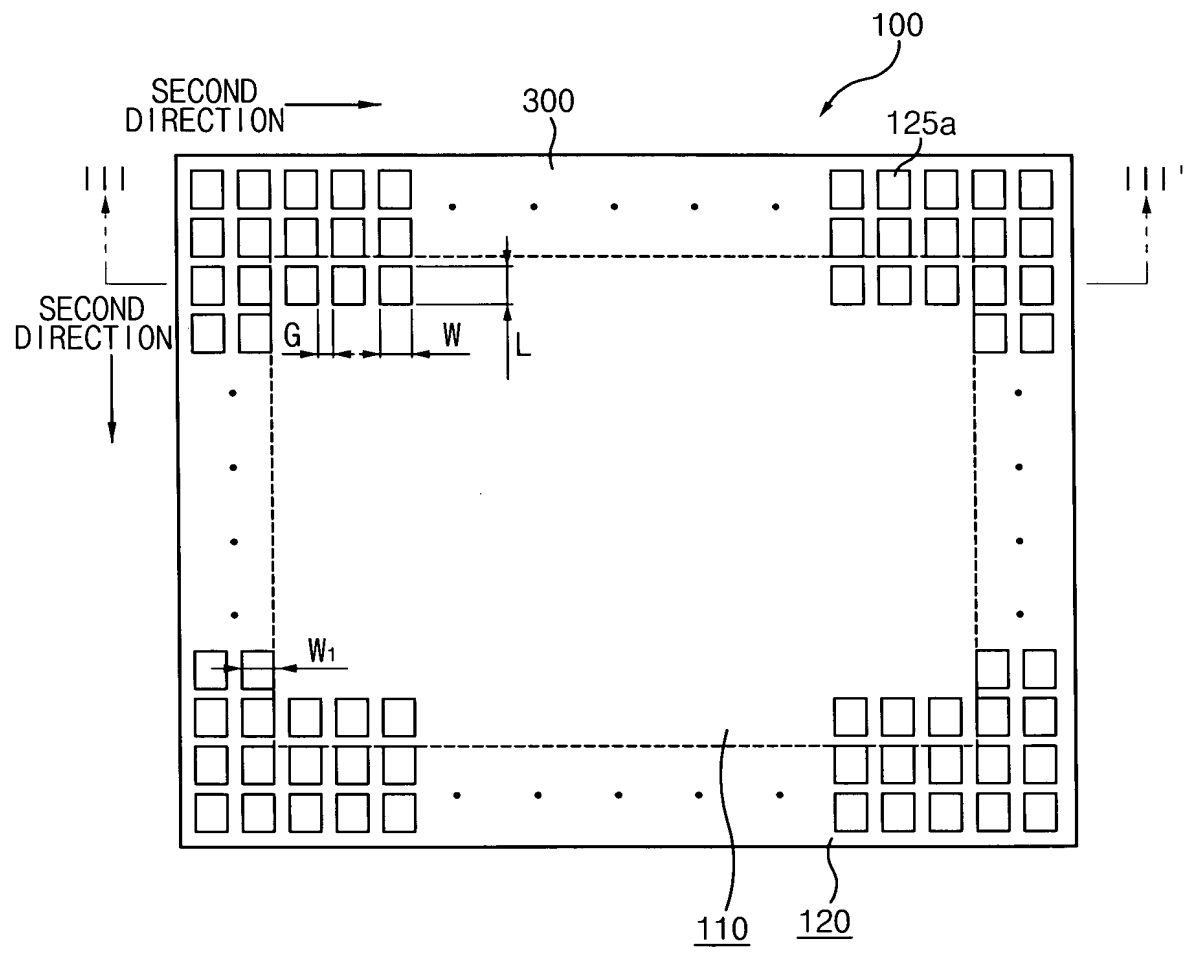 100
SECOND
DIRECTION
300
125a
III
III'
SECOND
DIRECTION
G
W
L
W1
110
120